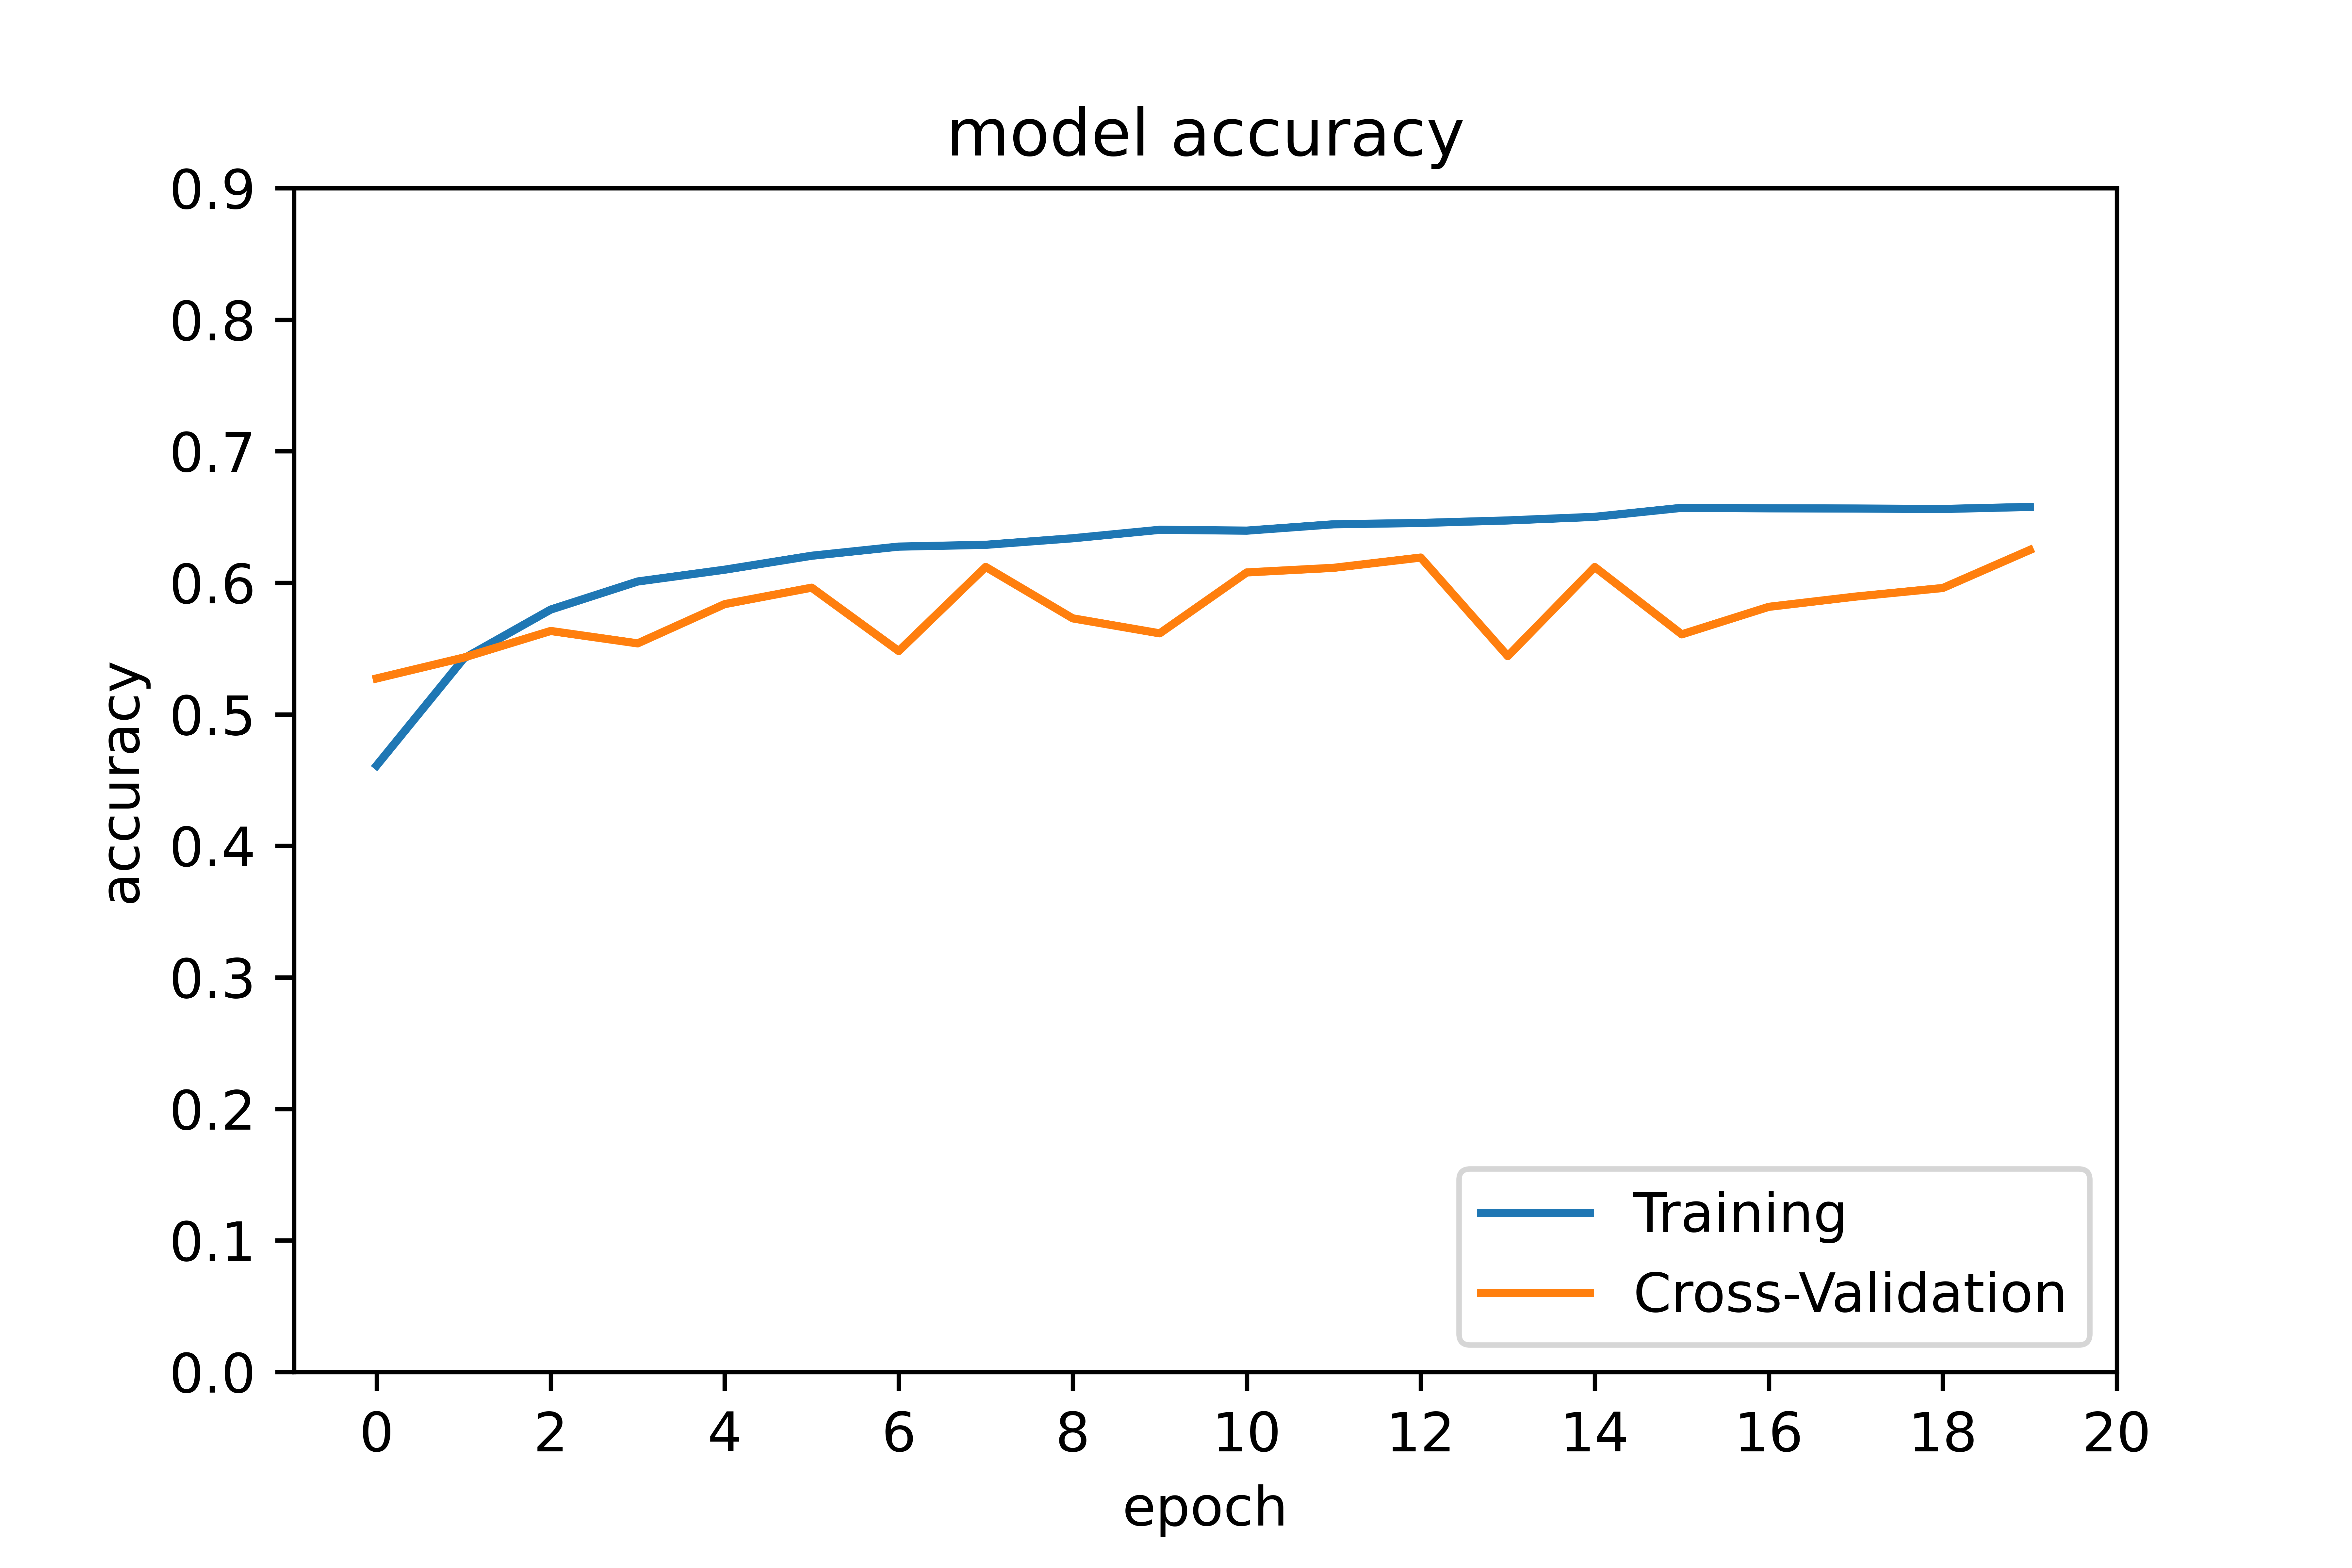 model accuracy
0.9
0.8
0.7
0.6
0.5
0.4
0.3
0.2
0.1
0.0
accuracy
Training
Cross-Validation
0 2 4 6 8 10 12 14 16 18 20
epoch